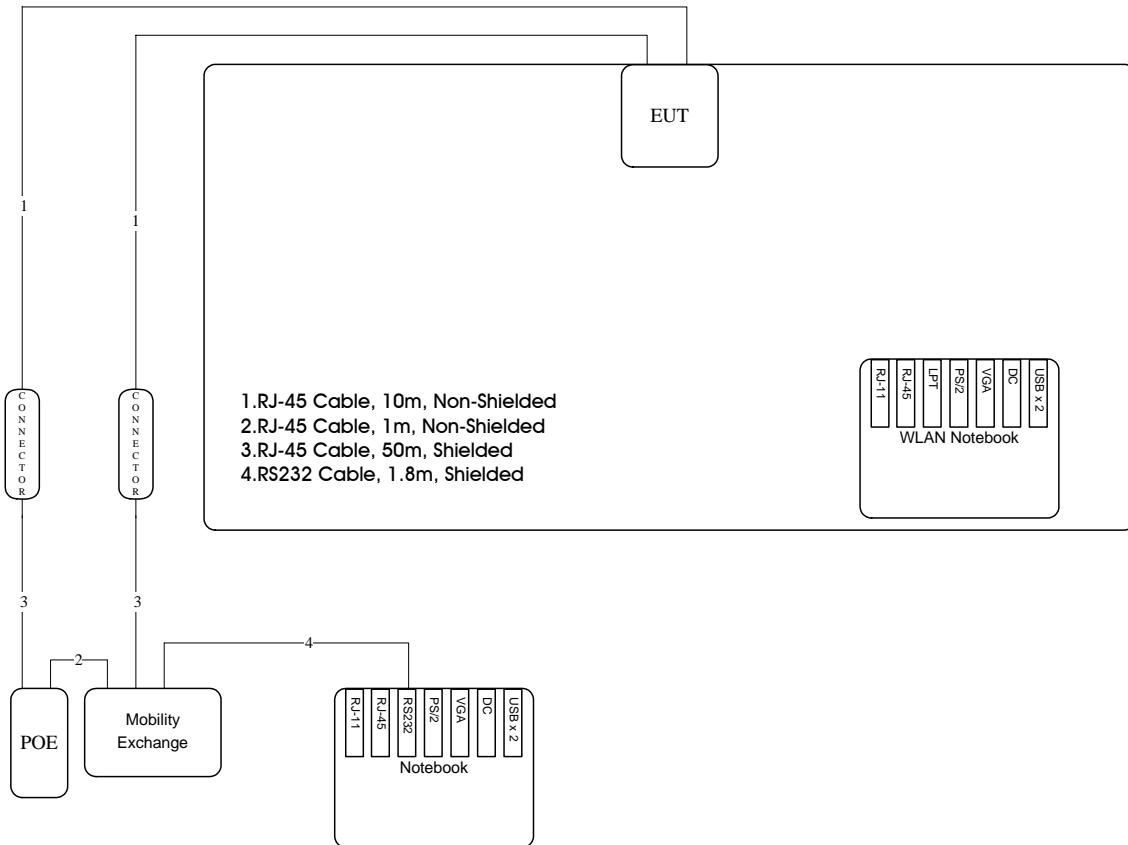 EUT
1
1
CONNECTOR
CONNECTOR
1.RJ-45 Cable, 10m, Non-Shielded
2.RJ-45 Cable, 1m, Non-Shielded
3.RJ-45 Cable, 50m, Shielded
4.RS232 Cable, 1.8m, Shielded
RJ-11
RJ-45
LPT
PS/2
VGA
DC
USB x 2
WLAN Notebook
3
3
4
2
POE
Mobility
Exchange
RJ-11
RJ-45
RS232
PS/2
VGA
DC
USB x 2
Notebook